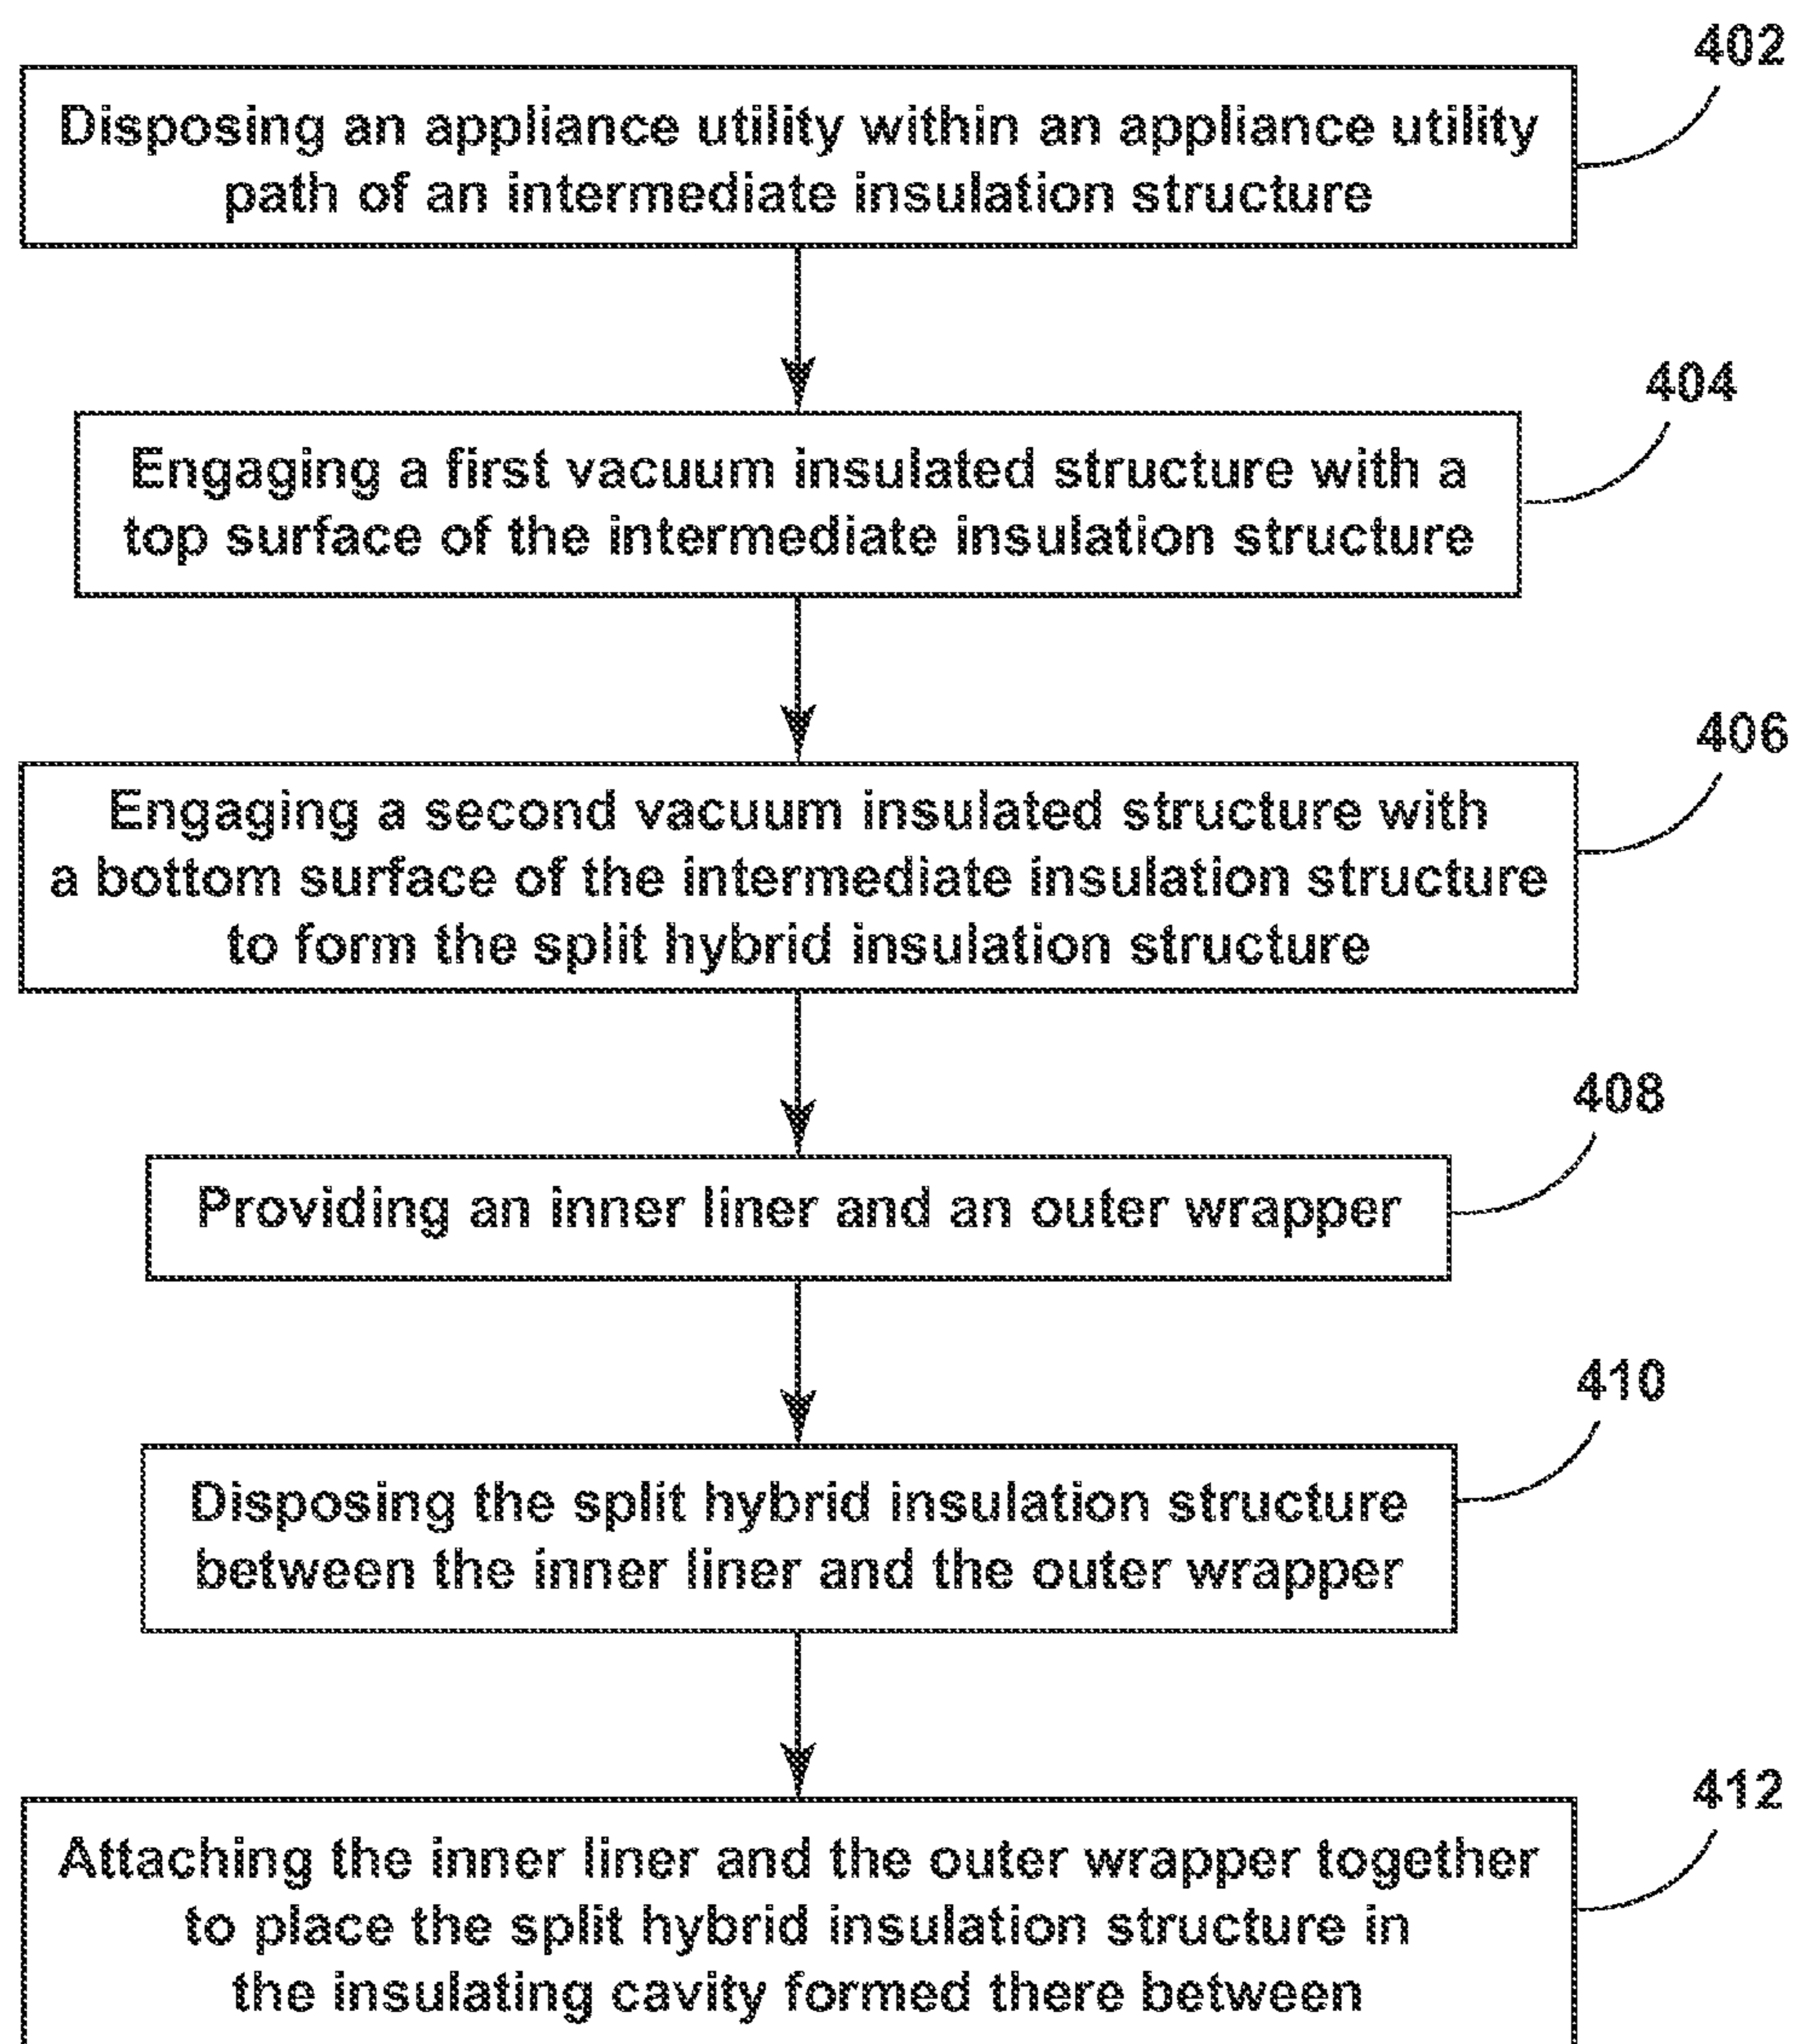 402
Disposing an appliance utility within an appliance utility
path of an intermediate insulation structure
404
Engaging a first vacuum insulated structure with a
top surface of the intermediate insulation structure
406
Engaging a second vacuum insulated structure with
a bottom surface of the intermediate insulation structure
to form the split hybrid insulation structure
408
Providing an inner liner and an outer wrapper
410
Disposing the split hybrid insulation structure
between the inner liner and the outer wrapper
412
Attaching the inner liner and the outer wrapper together
to place the split hybrid insulation structure in
the insulating cavity formed there between